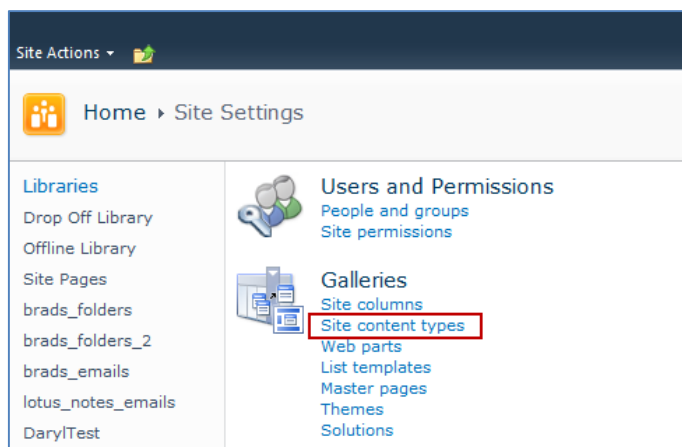 Site Actions
Home ▸ Site Settings
Libraries
Drop Off Library
Offline Library
Site Pages
brads_folders
brads_folders_2
brads_emails
lotus_notes_emails
DarylTest
Users and Permissions
People and groups
Site permissions
Galleries
Site columns
Site content types
Web parts
List templates
Master pages
Themes
Solutions